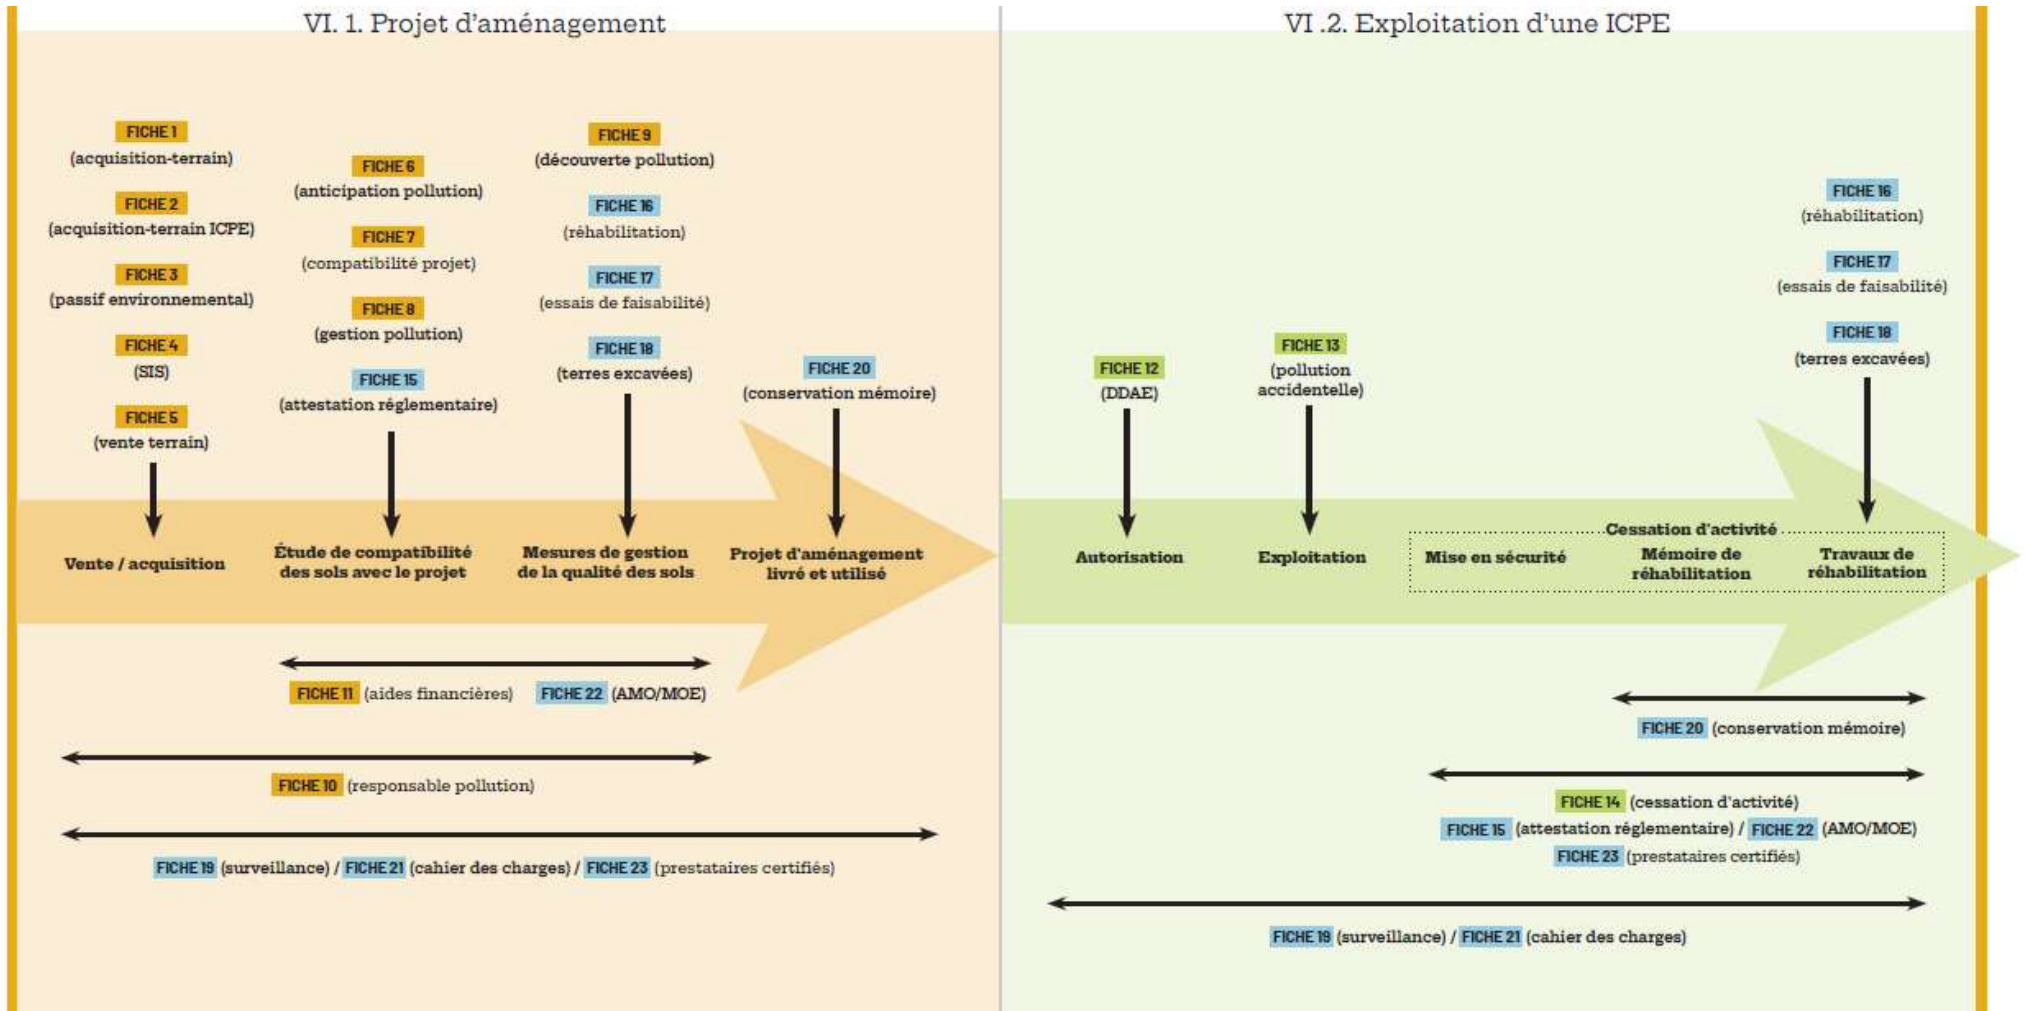 VI. 1. Projet d'aménagement
FICHE 1
(acquisition-terrain)
FICHE 2
(acquisition-terrain ICPE)
FICHE 3
(passif environnemental)
FICHE 4
(SIS)
FICHE 5
(vente terrain)
FICHE 6
(anticipation pollution)
FICHE 7
(compatibilité projet)
FICHE 8
(gestion pollution)
FICHE 15
(attestation réglementaire)
FICHE 9
(découverte pollution)
FICHE 16
(réhabilitation)
FICHE 17
(essais de faisabilité)
FICHE 18
(terres excavées)
FICHE 20
(conservation mémoire)
Vente / acquisition
Étude de compatibilité
des sols avec le projet
Mesures de gestion
de la qualité des sols
Projet d'aménagement
livré et utilisé
FICHE 11 (aides financières) FICHE 22 (AMO/MOE)
FICHE 10 (responsable pollution)
FICHE 19 (surveillance) / FICHE 21 (cahier des charges) / FICHE 23 (prestataires certifiés)
VI .2. Exploitation d'une ICPE
FICHE 12
(DDAE)
FICHE 13
(pollution
accidentelle)
FICHE 16
(réhabilitation)
FICHE 17
(essais de faisabilité)
FICHE 18
(terres excavées)
Autorisation
Exploitation
Cessation d'activité
Mise en sécurité
Mémoire de
réhabilitation
Travaux de
réhabilitation
FICHE 20 (conservation mémoire)
FICHE 14 (cessation d'activité)
FICHE 15 (attestation réglementaire) / FICHE 22 (AMO/MOE)
FICHE 23 (prestataires certifiés)
FICHE 19 (surveillance) / FICHE 21 (cahier des charges)